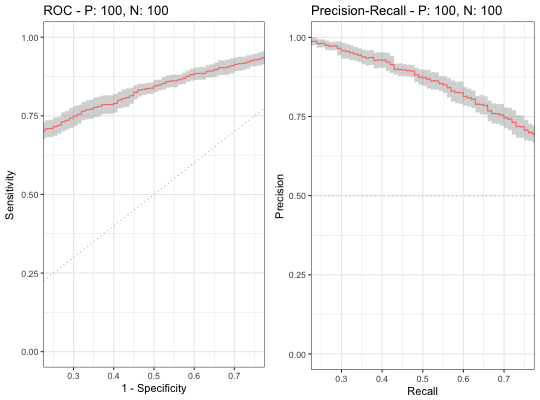 ROC - P: 100, N: 100
1.00
0.75
0.50
0.25
0.00
Sensitivity
0.3 0.4 0.5 0.6 0.7
1 - Specificity
Precision-Recall - P: 100, N: 100
1.00
0.75
0.50
0.25
0.00
Precision
0.3 0.4 0.5 0.6 0.7
Recall